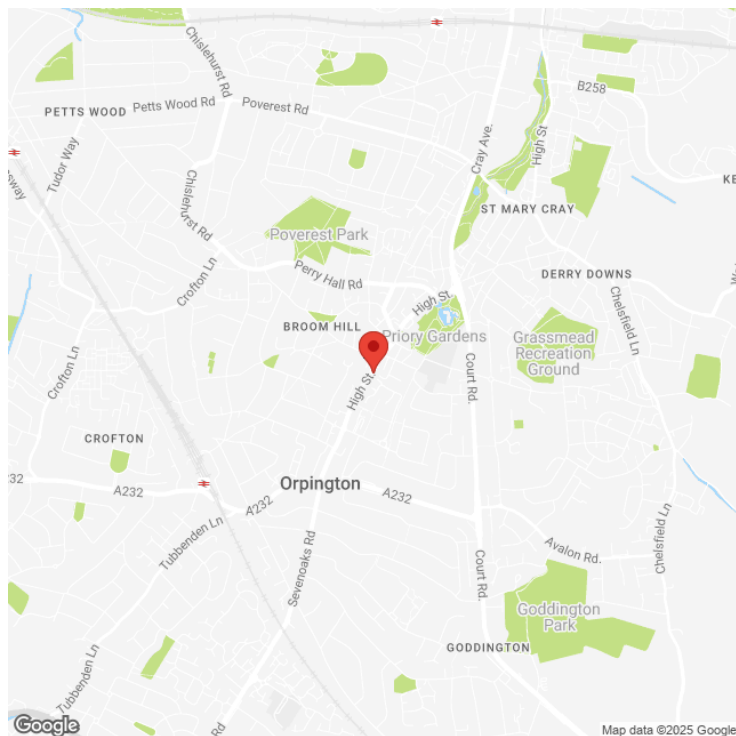 Chislehurst Rd
B258
PETTS WOOD
Petts Wood Rd
Poverest Rd
Cray Ave.
High St
Tudor Way
KE
Chislehurst Rd
ST MARY CRAY
Poverest Park
Crofton Ln
Perry Hall Rd
DERRY DOWNS
High St.
Chelsfield Ln
BROOM HILL
Priory Gardens
Grassmead
Recreation
Ground
Crofton Ln
High St.
Court Rd.
CROFTON
232
A232
Orpington
A232
A232
Tubbenden Ln
Chelsfield Ln
Avalon Rd.
Sevenoaks Rd
Court Rd.
Goddington
Park
GODDINGTON
Tubbenden Ln
Rd
Google
Map data ©2025 Google